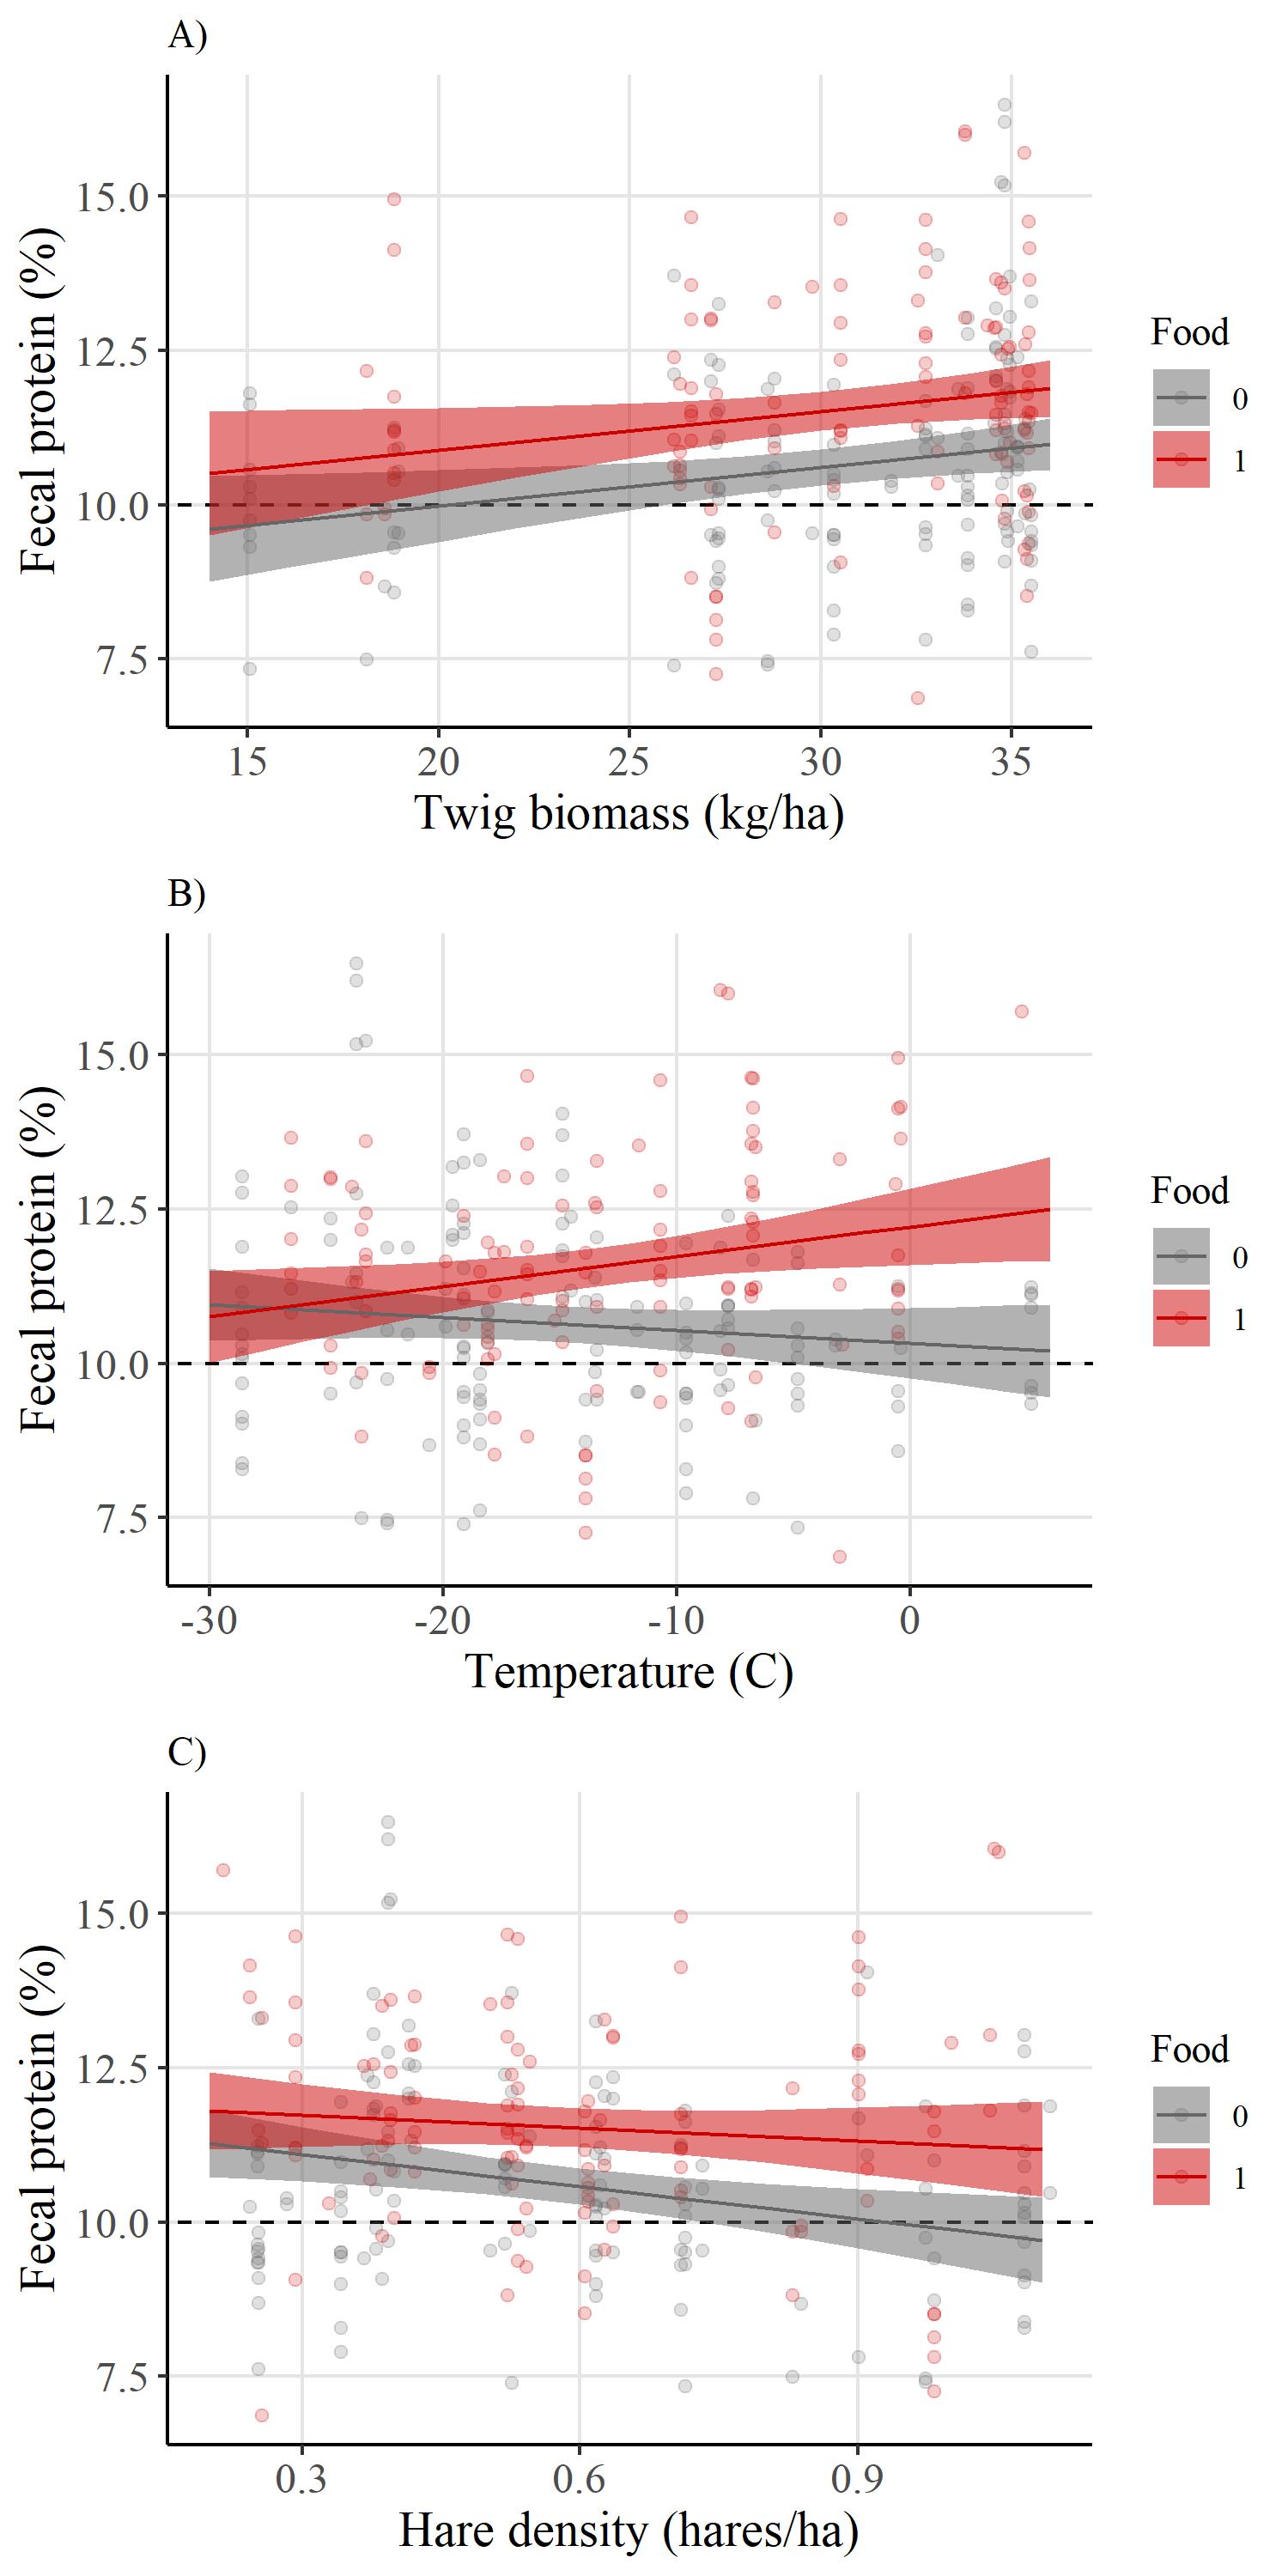 A)
Fecal protein (%)
15.0
12.5
10.0
7.5
15 20 25 30 35
Twig biomass (kg/ha)
Food
0
1
B)
Fecal protein (%)
15.0
12.5
10.0
7.5
-30 -20 -10 0
Temperature (C)
Food
0
1
C)
Fecal protein (%)
15.0
12.5
10.0
7.5
0.3 0.6 0.9
Hare density (hares/ha)
Food
0
1